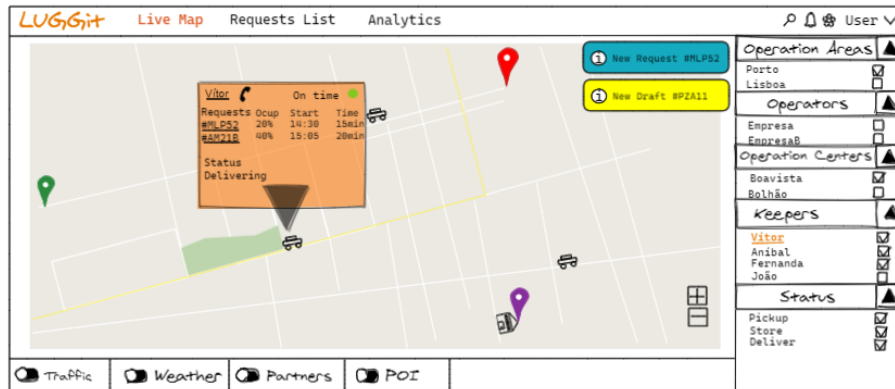 LUGGit Live Map Requests List Analytics User
New Request #MLP52
New Draft #PZA11
Vítor On time
Requests Ocup Start Time
#MLP52 20% 14:30 15min
#AM21B 40% 15:05 20min
Status
Delivering
Operation Areas
Porto
Lisboa
Operators
Empresa
EmpresaB
Operation Centers
Boavista
Bolhão
Keepers
Vítor
Aníbal
Fernanda
João
Status
Pickup
Store
Deliver
Traffic Weather Partners POI